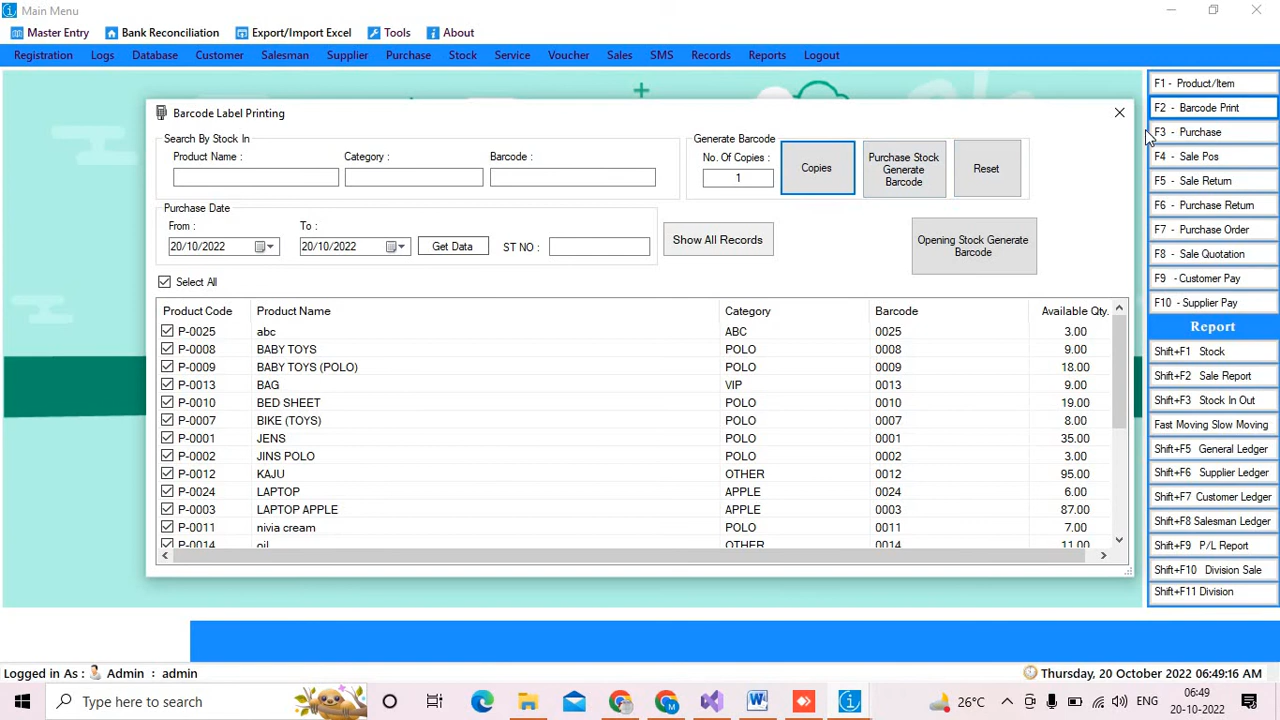 Main Menu
Master Entry Bank Reconciliation Export/Import Excel Tools About
Registration Logs Database Customer Salesman Supplier Purchase Stock Service Voucher Sales SMS Records Reports Logout
Barcode Label Printing
Search By Stock In
Product Name : Category : Barcode :
Generate Barcode
No. Of Copies :
1
Copies
Purchase Stock
Generate
Barcode
Reset
Purchase Date
From : To :
20/10/2022 20/10/2022 Get Data ST NO : Show All Records
Opening Stock Generate
Barcode
Select All
Product Code Product Name Category Barcode Available Qty.
P-0025 abc ABC 0025 3.00
P-0008 BABY TOYS POLO 0008 9.00
P-0009 BABY TOYS (POLO) POLO 0009 18.00
P-0013 BAG VIP 0013 9.00
P-0010 BED SHEET POLO 0010 19.00
P-0007 BIKE (TOYS) POLO 0007 8.00
P-0001 JENS POLO 0001 35.00
P-0002 JINS POLO POLO 0002 3.00
P-0012 KAJU OTHER 0012 95.00
P-0024 LAPTOP APPLE 0024 6.00
P-0003 LAPTOP APPLE APPLE 0003 87.00
P-0011 nivia cream POLO 0011 7.00
P-0014 oil OTHER 0014 11.00
F1 - Product/Item
F2 - Barcode Print
F3 - Purchase
F4 - Sale Pos
F5 - Sale Return
F6 - Purchase Return
F7 - Purchase Order
F8 - Sale Quotation
F9 - Customer Pay
F10 - Supplier Pay
Report
Shift+F1 Stock
Shift+F2 Sale Report
Shift+F3 Stock In Out
Fast Moving Slow Moving
Shift+F5 General Ledger
Shift+F6 Supplier Ledger
Shift+F7 Customer Ledger
Shift+F8 Salesman Ledger
Shift+F9 P/L Report
Shift+F10 Division Sale
Shift+F11 Division
Logged in As : Admin : admin
Thursday, 20 October 2022 06:49:16 AM
Type here to search
26°C
ENG
06:49
20-10-2022